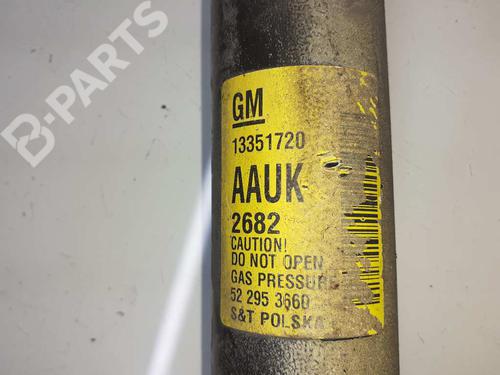 B-PARTS
GM
13351720
AAUK
2682
CAUTION!
DO NOT OPEN
GAS PRESSURE
52 295 3660
S&T POLSKA